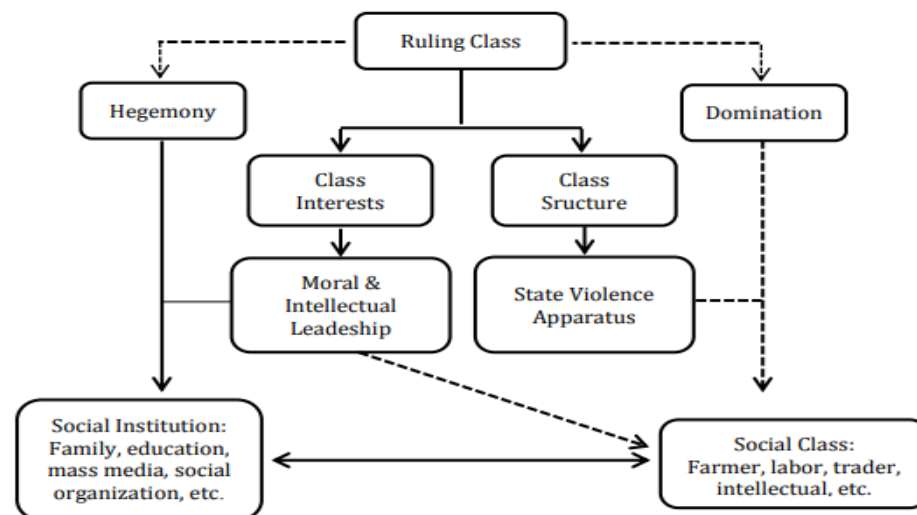 Ruling Class
Hegemony
Domination
Class
Interests
Class
Sructure
Moral &
Intellectual
Leadeship
State Violence
Apparatus
Social Institution:
Family, education,
mass media, social
organization, etc.
Social Class:
Farmer, labor, trader,
intellectual, etc.